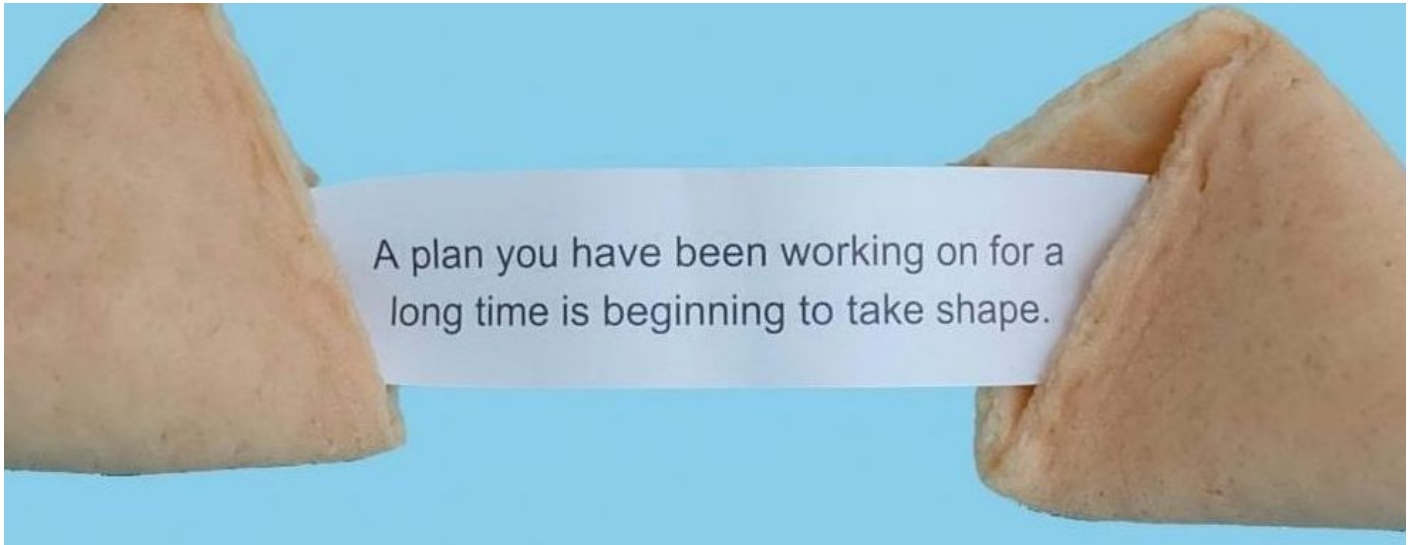 A plan you have been working on for a
long time is beginning to take shape.